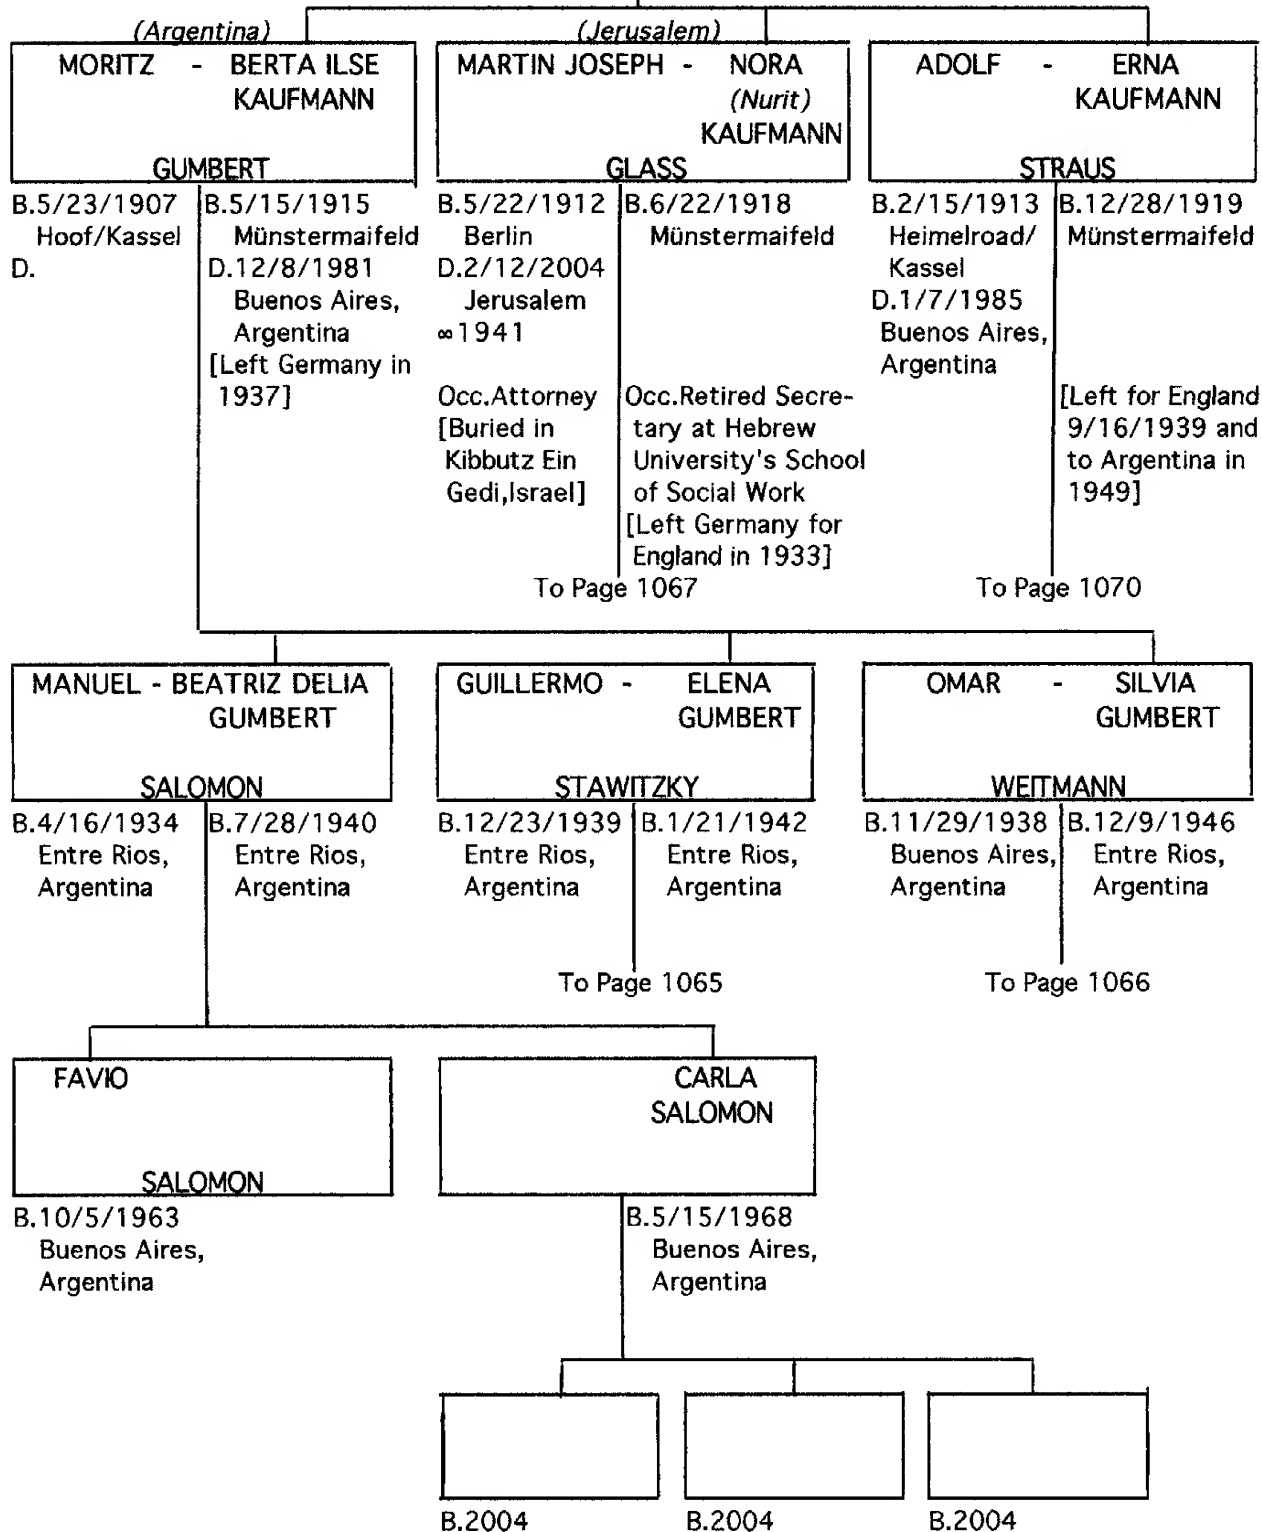 (Argentina)
MORITZ - BERTA ILSE
KAUFMANN
GUMBERT
B.5/23/1907
Hoof/Kassel
D.
B.5/15/1915
Münstermaifeld
D.12/8/1981
Buenos Aires,
Argentina
[Left Germany in
1937]
(Jerusalem)
MARTIN JOSEPH - NORA
(Nurit)
KAUFMANN
GLASS
B.5/22/1912
Berlin
D.2/12/2004
Jerusalem
∞1941
Occ.Attorney
[Buried in
Kibbutz Ein
Gedi,Israel]
B.6/22/1918
Münstermaifeld
Occ.Retired Secre-
tary at Hebrew
University's School
of Social Work
[Left Germany for
England in 1933]
To Page 1067
ADOLF - ERNA
KAUFMANN
STRAUS
B.2/15/1913
Heimelroad/
Kassel
D.1/7/1985
Buenos Aires,
Argentina
B.12/28/1919
Münstermaifeld
[Left for England
9/16/1939 and
to Argentina in
1949]
To Page 1070
MANUEL - BEATRIZ DELIA
GUMBERT
SALOMON
B.4/16/1934
Entre Rios,
Argentina
B.7/28/1940
Entre Rios,
Argentina
GUILLERMO - ELENA
GUMBERT
STAWITZKY
B.12/23/1939
Entre Rios,
Argentina
B.1/21/1942
Entre Rios,
Argentina
To Page 1065
OMAR - SILVIA
GUMBERT
WEITMANN
B.11/29/1938
Buenos Aires,
Argentina
B.12/9/1946
Entre Rios,
Argentina
To Page 1066
FAVIO
SALOMON
B.10/5/1963
Buenos Aires,
Argentina
CARLA
SALOMON
B.5/15/1968
Buenos Aires,
Argentina
B.2004
B.2004
B.2004